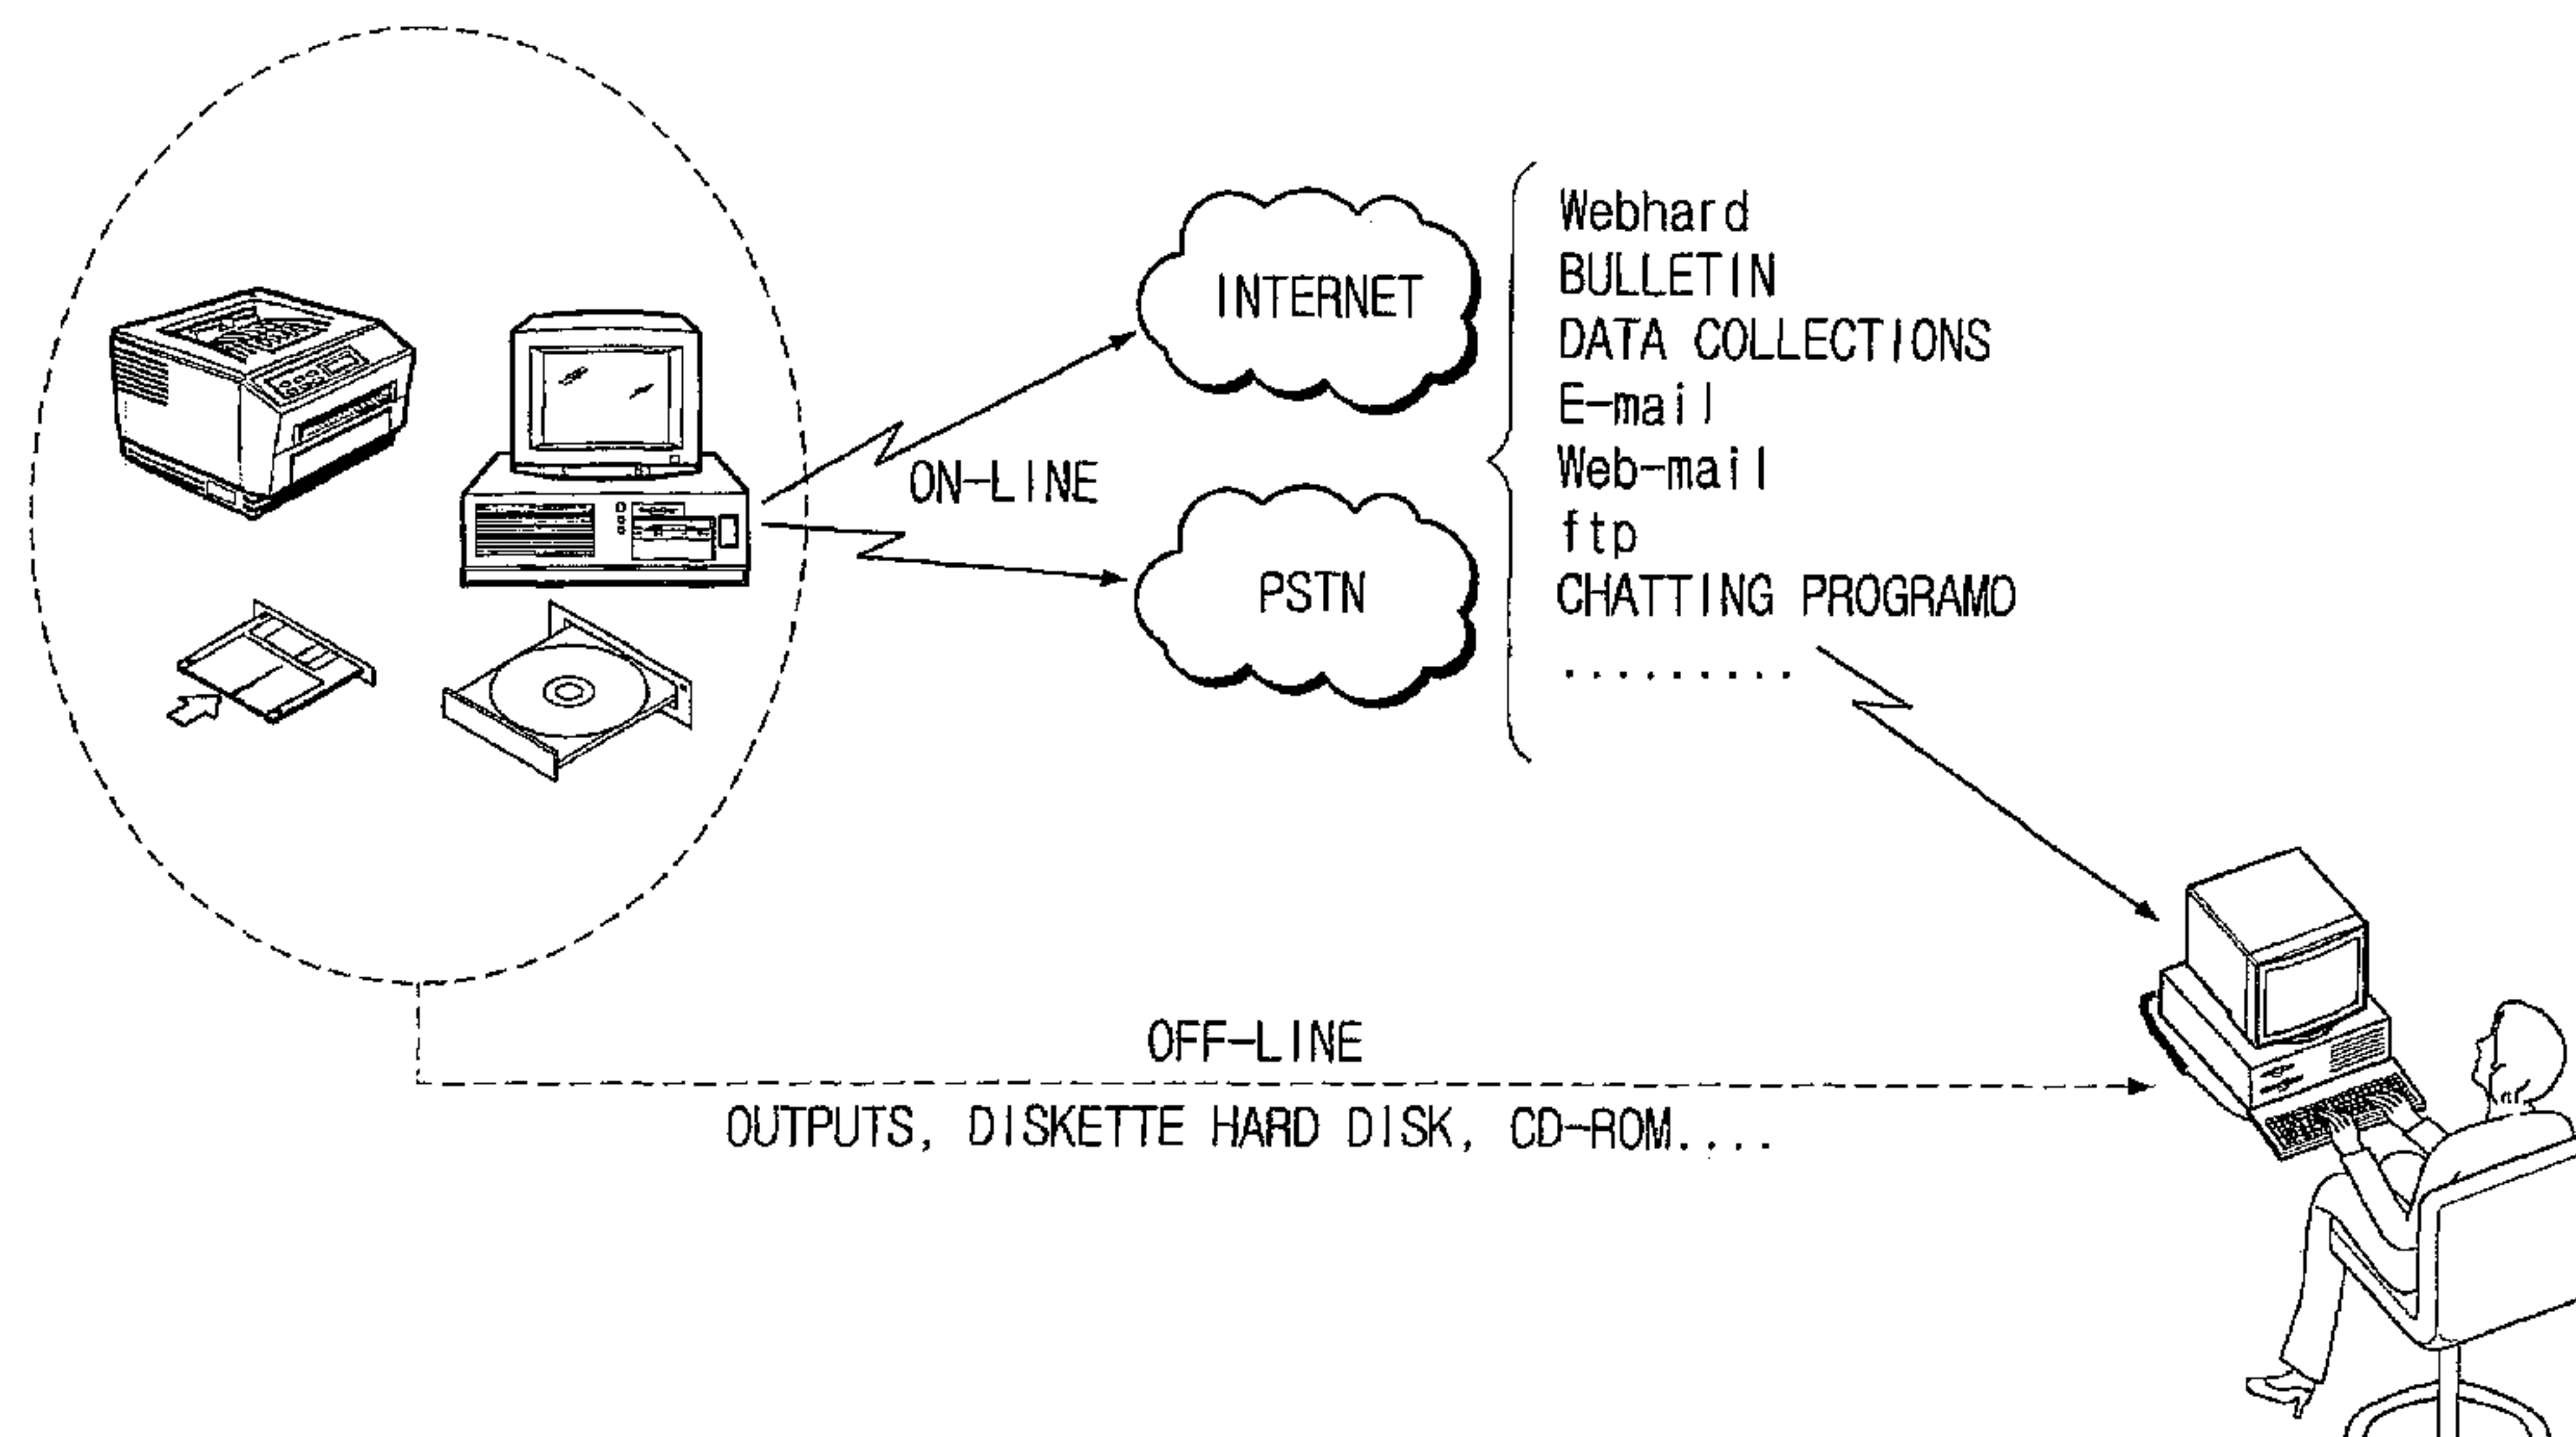 INTERNET
ON-LINE
PSTN
Webhard
BULLETIN
DATA COLLECTIONS
E-mail
Web-mail
ftp
CHATTING PROGRAMD
.........
OFF-LINE
OUTPUTS, DISKETTE HARD DISK, CD-ROM....